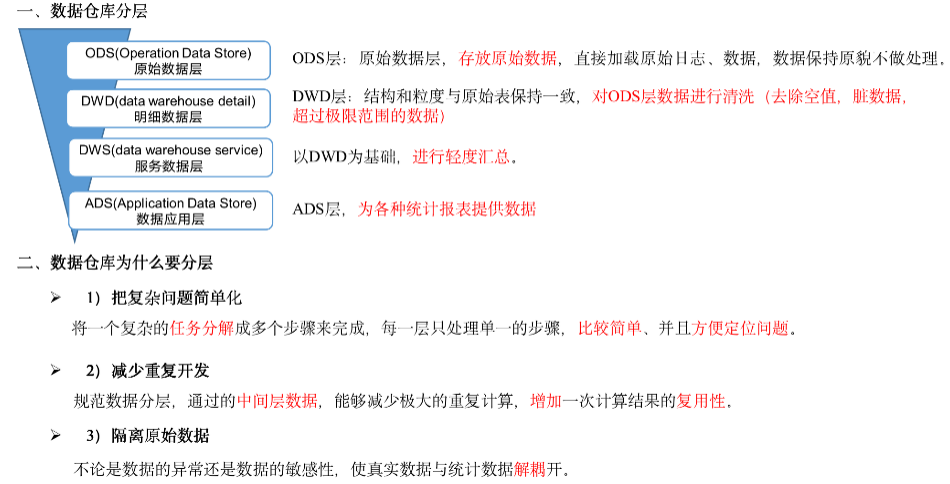 一、数据仓库分层
ODS(Operation Data Store)
原始数据层
ODS层：原始数据层，存放原始数据，直接加载原始日志、数据，数据保持原貌不做处理。
DWD(data warehouse detail)
明细数据层
DWD层：结构和粒度与原始表保持一致，对ODS层数据进行清洗（去除空值，脏数据，
超过极限范围的数据）
DWS(data warehouse service)
服务数据层
以DWD为基础，进行轻度汇总。
ADS(Application Data Store)
数据应用层
ADS层，为各种统计报表提供数据
二、数据仓库为什么要分层
➢ 1）把复杂问题简单化
将一个复杂的任务分解成多个步骤来完成，每一层只处理单一的步骤，比较简单、并且方便定位问题。
➢ 2）减少重复开发
规范数据分层，通过的中间层数据，能够减少极大的重复计算，增加一次计算结果的复用性。
➢ 3）隔离原始数据
不论是数据的异常还是数据的敏感性，使真实数据与统计数据解耦开。